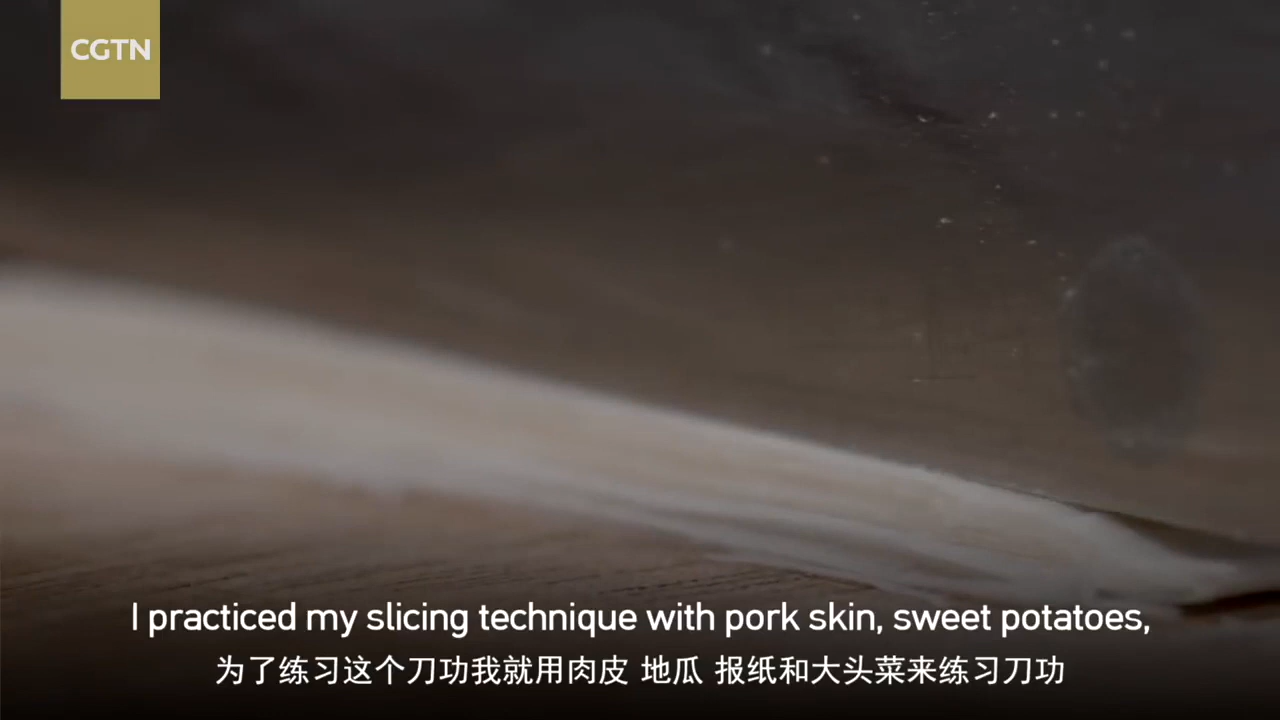 CGTN
I practiced my slicing technique with pork skin, sweet potatoes,
为了练习这个刀功我就用肉皮 地瓜 报纸和大头菜来练习刀功